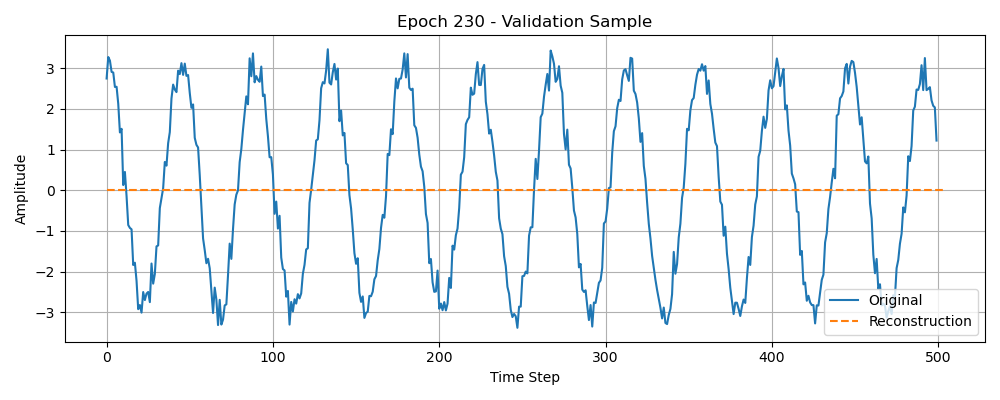 Epoch 230 - Validation Sample
Amplitude
3
2
1
0
−1
−2
−3
0
100
200
300
400
500
Time Step
Original
Reconstruction